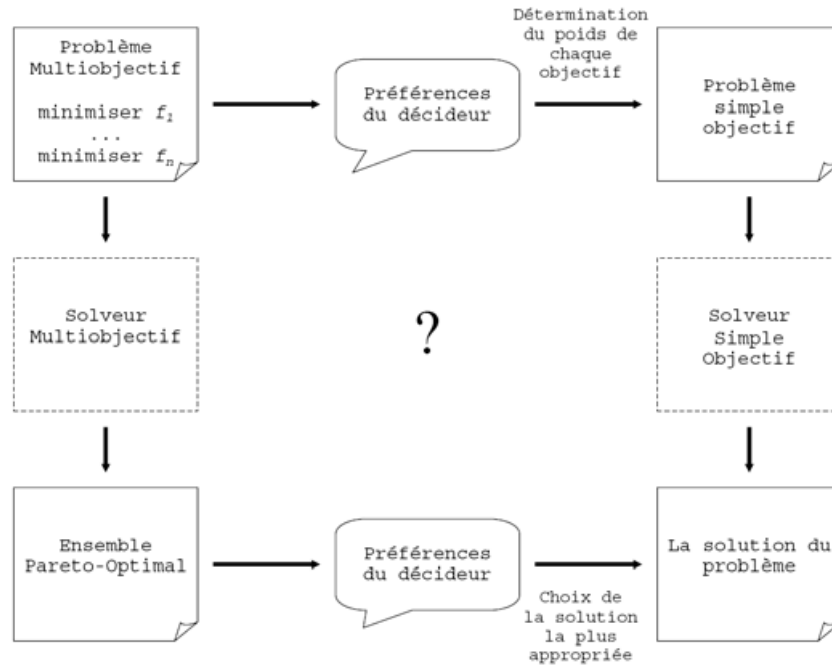 Problème
Multiobjectif
minimiser f₁
...
minimiser fₙ
Préférences
du décideur
Détermination
du poids de
chaque
objectif
Problème
simple
objectif
Solveur
Multiobjectif
?
Solveur
Simple
Objectif
Ensemble
Pareto-Optimal
Préférences
du décideur
Choix de
la solution
la plus
appropriée
La solution du
problème